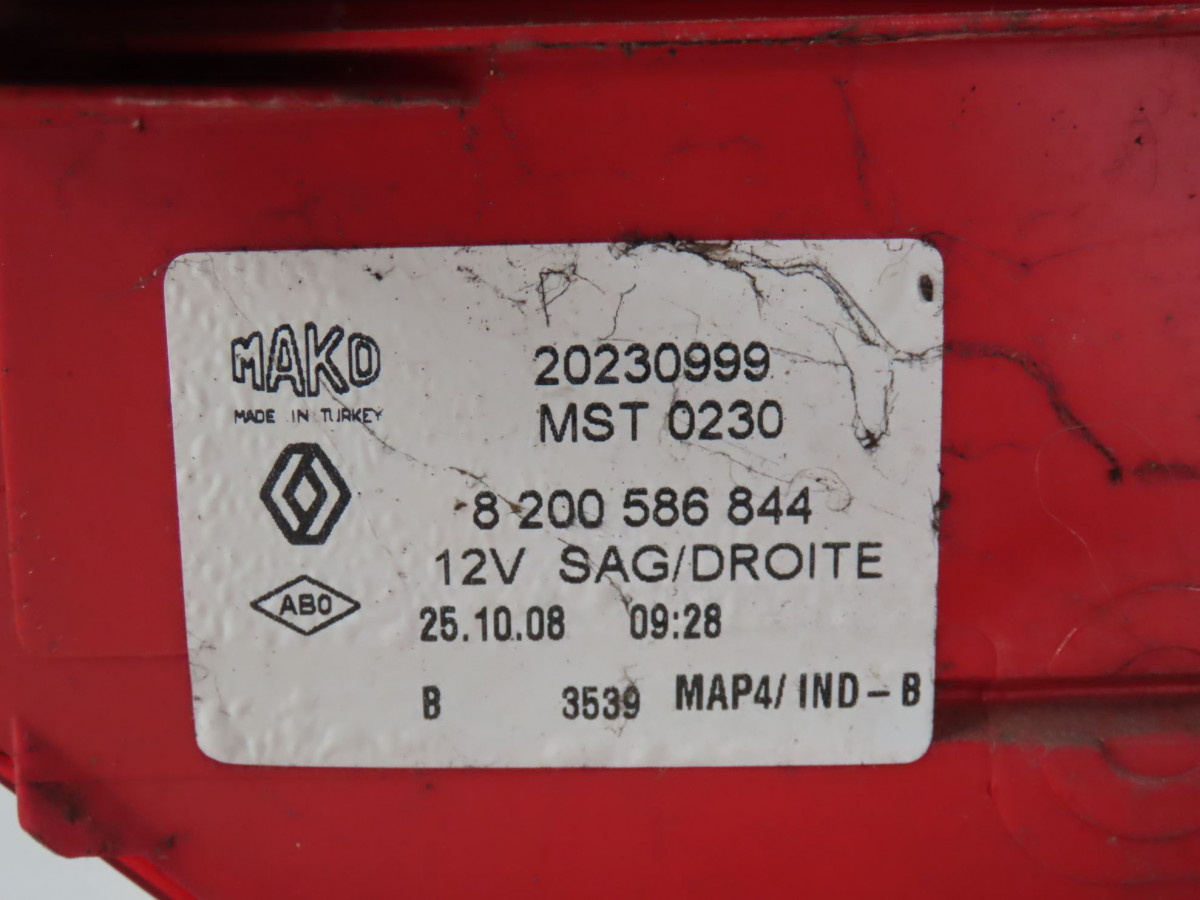 MAKO
MADE IN TURKEY
20230999
MST 0230
8 200 586 844
12V SAG/DROITE
ABO
25.10.08 09:28
B 3539 MAP4/ IND-B